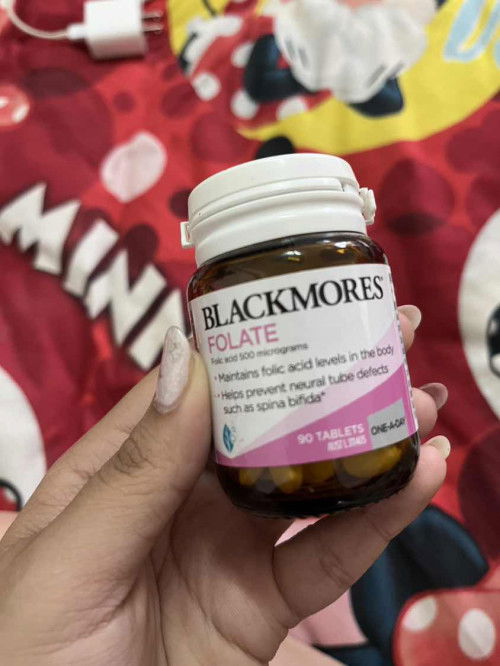 MINN
BLACKMORES®
FOLATE
Folic acid 500 micrograms
• Maintains folic acid levels in the body
• Helps prevent neural tube defects
such as spina bifida*
90 TABLETS
ONE-A-DAY